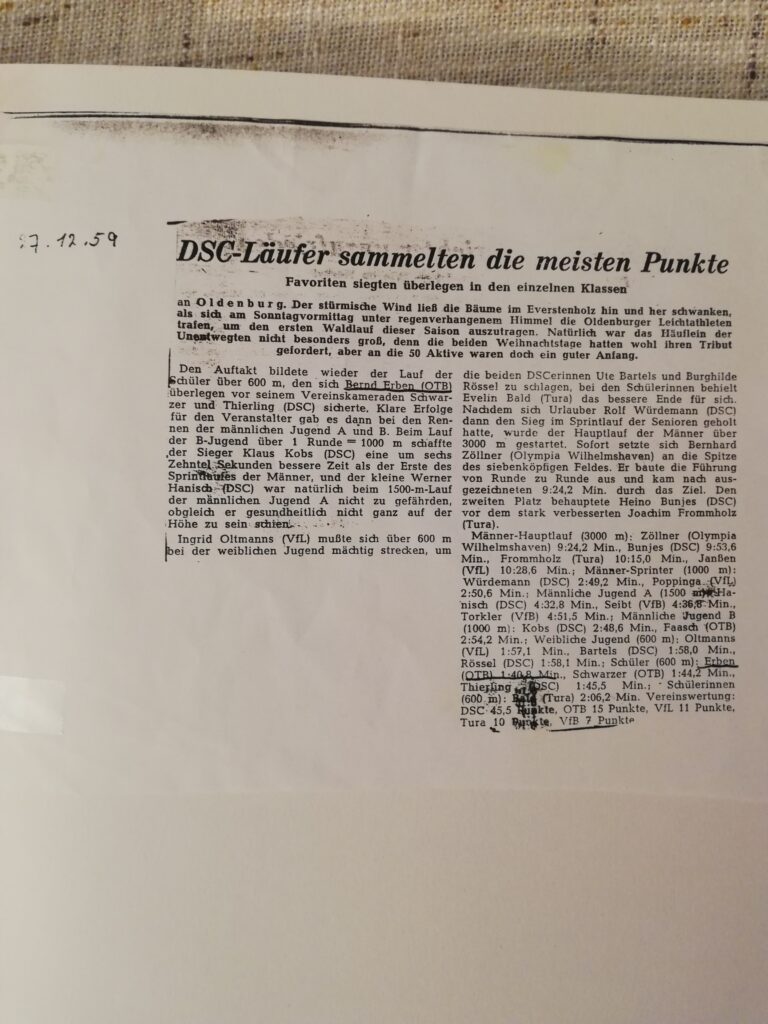 27.12.59
DSC-Läufer sammelten die meisten Punkte
Favoriten siegten überlegen in den einzelnen Klassen
an Oldenburg. Der stürmische Wind ließ die Bäume im Everstenholz hin und her schwanken,
als sich am Sonntagvormittag unter regenverhangenem Himmel die Oldenburger Leichtathleten
trafen, um den ersten Waldlauf dieser Saison auszutragen. Natürlich war das Häuflein der
Unentwegten nicht besonders groß, denn die beiden Weihnachtstage hatten wohl ihren Tribut
gefordert, aber an die 50 Aktive waren doch ein guter Anfang.
Den Auftakt bildete wieder der Lauf der
Schüler über 600 m, den sich Bernd Erben (OTB)
überlegen vor seinem Vereinskameraden Schwar-
zer und Thierling (DSC) sicherte. Klare Erfolge
für den Veranstalter gab es dann bei den Ren-
nen der männlichen Jugend A und B. Beim Lauf
der B-Jugend über 1 Runde = 1000 m schaffte
der Sieger Klaus Kobs (DSC) eine um sechs
Zehntel Sekunden bessere Zeit als der Erste des
Sprintlaufes der Männer, und der kleine Werner
Hanisch (DSC) war natürlich beim 1500-m-Lauf
der männlichen Jugend A nicht zu gefährden,
obgleich er gesundheitlich nicht ganz auf der
Höhe zu sein schien.
Ingrid Oltmanns (VfL) mußte sich über 600 m
bei der weiblichen Jugend mächtig strecken, um
die beiden DSCerinnen Ute Bartels und Burghilde
Rössel zu schlagen, bei den Schülerinnen behielt
Evelin Bald (Tura) das bessere Ende für sich.
Nachdem sich Urlauber Rolf Würdemann (DSC)
dann den Sieg im Sprintlauf der Senioren geholt
hatte, wurde der Hauptlauf der Männer über
3000 m gestartet. Sofort setzte sich Bernhard
Zöllner (Olympia Wilhelmshaven) an die Spitze
des siebenköpfigen Feldes. Er baute die Führung
von Runde zu Runde aus und kam nach aus-
gezeichneten 9:24,2 Min. durch das Ziel. Den
zweiten Platz behauptete Heino Bunjes (DSC)
vor dem stark verbesserten Joachim Frommholz
(Tura).
Männer-Hauptlauf (3000 m): Zöllner (Olympia
Wilhelmshaven) 9:24,2 Min., Bunjes (DSC) 9:53,6
Min., Frommholz (Tura) 10:15,0 Min., Janßen
(VfL) 10:28,6 Min.; Männer-Sprinter (1000 m):
Würdemann (DSC) 2:49,2 Min., Poppinga (VfL)
2:50,6 Min.; Männliche Jugend A (1500 m): Ha-
nisch (DSC) 4:32,8 Min., Seibt (VfB) 4:36,8 Min.,
Torkler (VfB) 4:51,5 Min.; Männliche Jugend B
(1000 m): Kobs (DSC) 2:48,6 Min., Faasch (OTB)
2:54,2 Min.; Weibliche Jugend (600 m): Oltmanns
(VfL) 1:57,1 Min., Bartels (DSC) 1:58,0 Min.,
Rössel (DSC) 1:58,1 Min.; Schüler (600 m): Erben
(OTB) 1:40,8 Min., Schwarzer (OTB) 1:44,2 Min.,
Thierling (DSC) 1:45,5 Min.; Schülerinnen
(600 m): Bald (Tura) 2:06,2 Min. Vereinswertung:
DSC 45,5 Punkte, OTB 15 Punkte, VfL 11 Punkte,
Tura 10 Punkte, VfB 7 Punkte